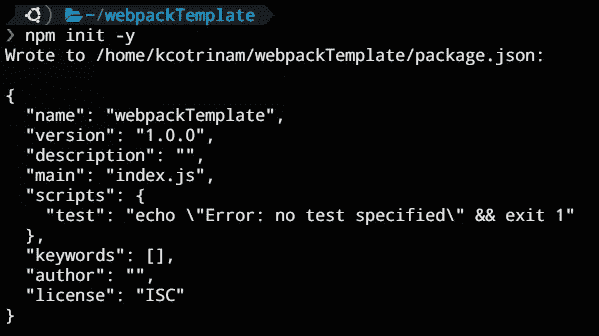 ~/webpackTemplate
❯ npm init -y
Wrote to /home/kcotrinam/webpackTemplate/package.json:
{
  "name": "webpackTemplate",
  "version": "1.0.0",
  "description": "",
  "main": "index.js",
  "scripts": {
    "test": "echo \"Error: no test specified\" && exit 1"
  },
  "keywords": [],
  "author": "",
  "license": "ISC"
}